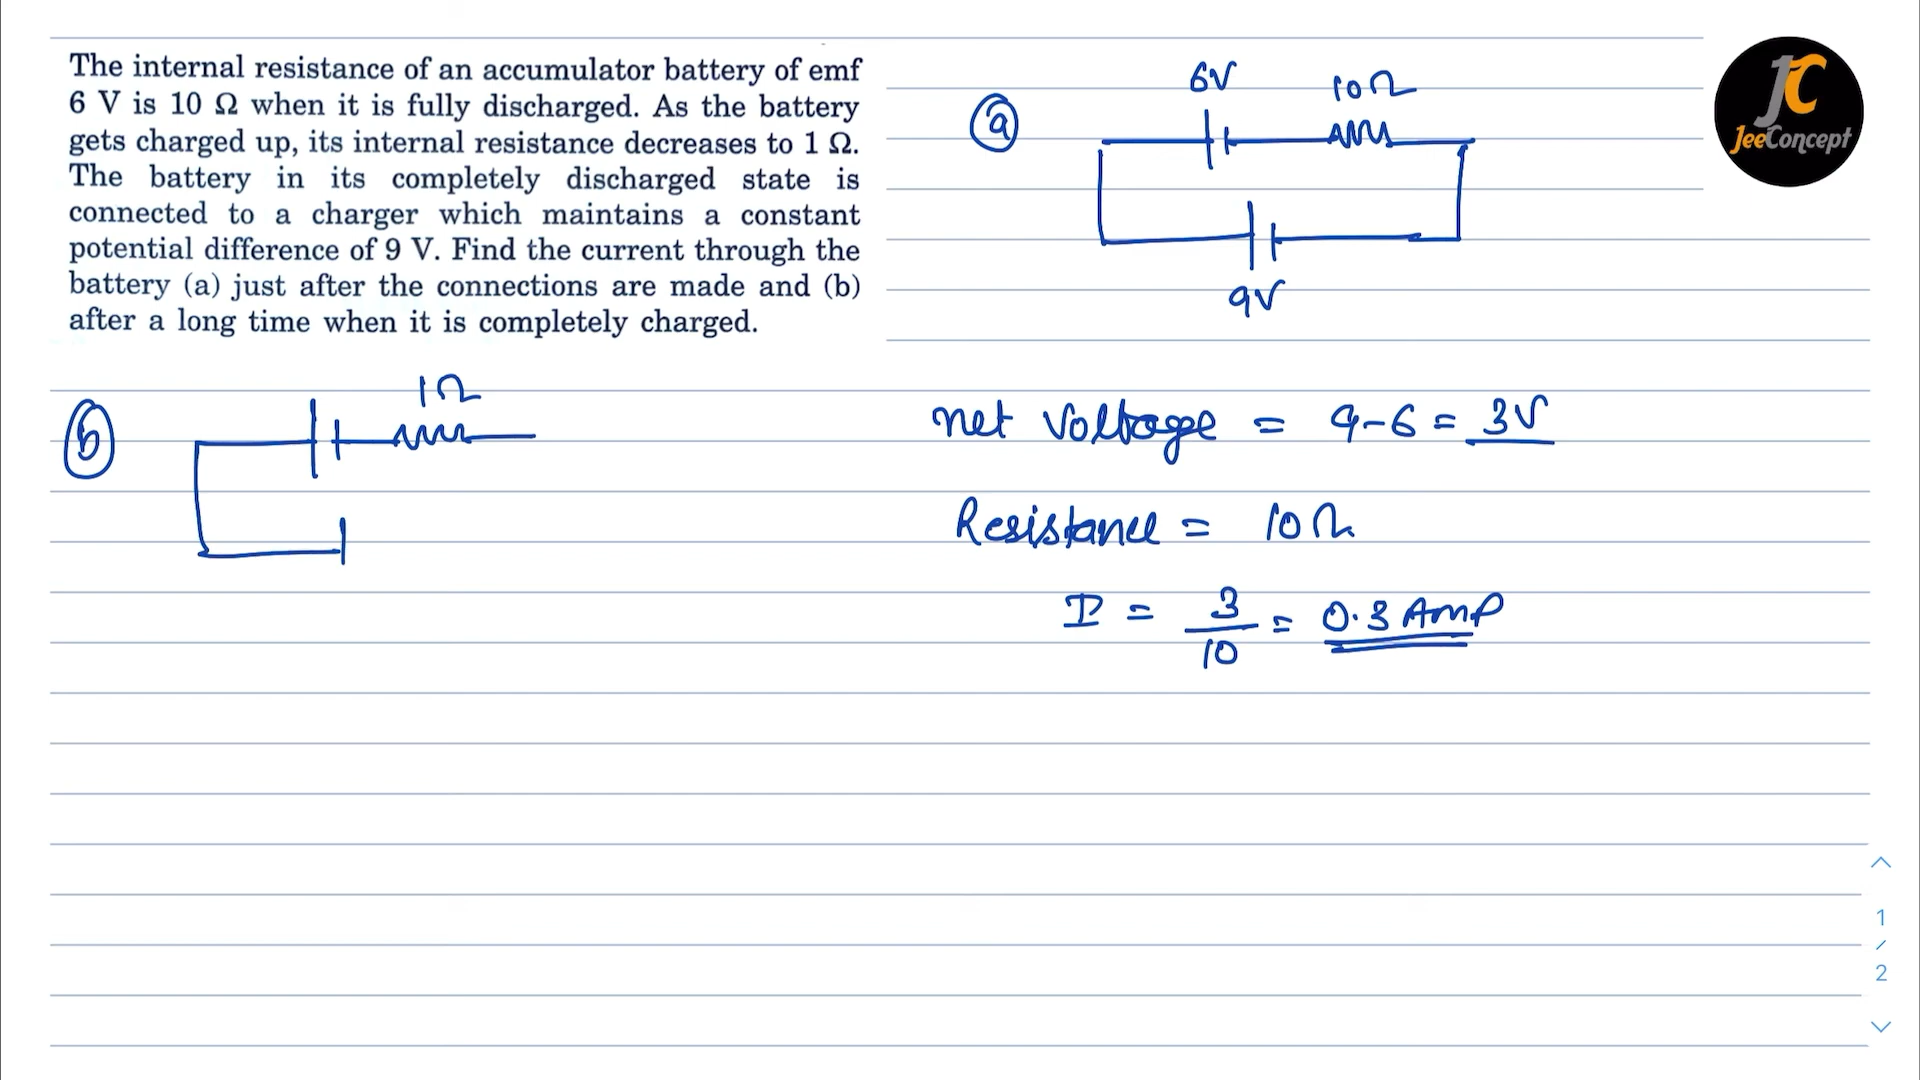 The internal resistance of an accumulator battery of emf
6 V is 10 Ω when it is fully discharged. As the battery
gets charged up, its internal resistance decreases to 1 Ω.
The battery in its completely discharged state is
connected to a charger which maintains a constant
potential difference of 9 V. Find the current through the
battery (a) just after the connections are made and (b)
after a long time when it is completely charged.
a
6V
10Ω
9V
JC
JeeConcept
b
1Ω
net Voltage = 9-6 = 3V
Resistance = 10Ω
I = 3/10 = 0.3 Amp
1
/
2